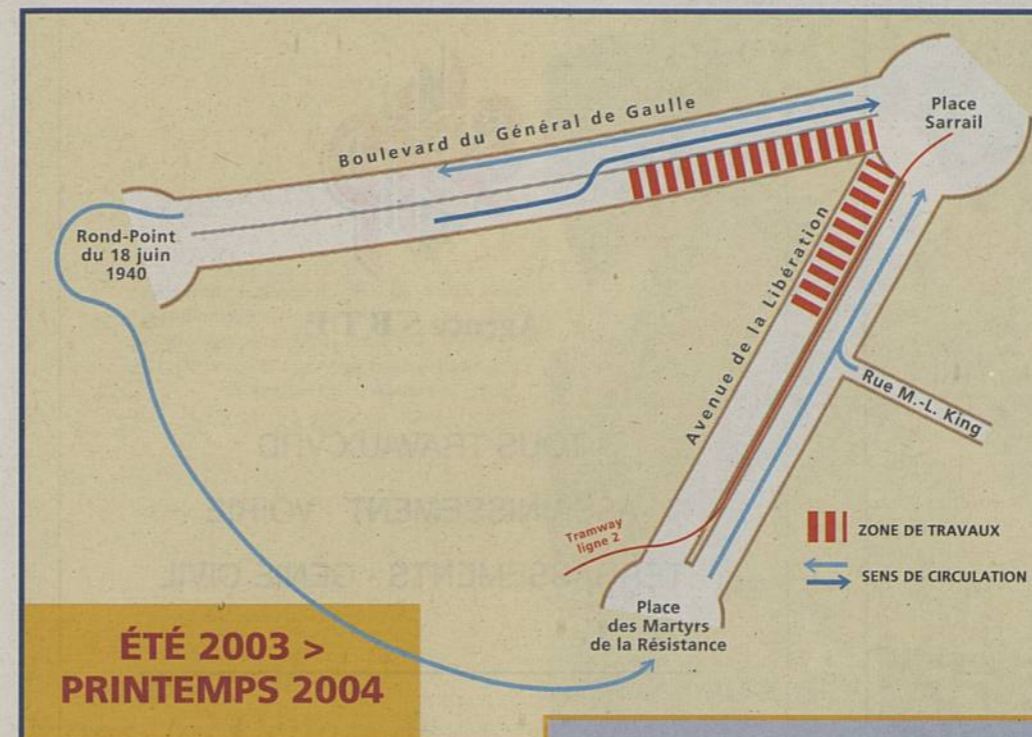 Boulevard du Général de Gaulle
Place
Sarrail
Rond-Point
du 18 juin
1940
Avenue de la Libération
Rue M.-L. King
Tramway
ligne 2
ZONE DE TRAVAUX
SENS DE CIRCULATION
Place
des Martyrs
de la Résistance
ÉTÉ 2003 >
PRINTEMPS 2004